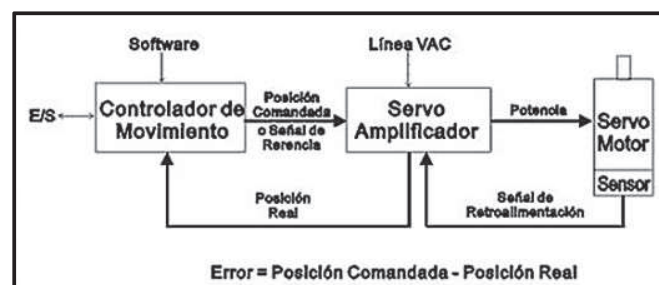 Software
Línea VAC
E/S
Controlador de
Movimiento
Posición
Comandada
o Señal de
Rerencia
Servo
Amplificador
Potencia
Servo
Motor
Sensor
Posición
Real
Señal de
Retroalimentación
Error = Posición Comandada - Posición Real